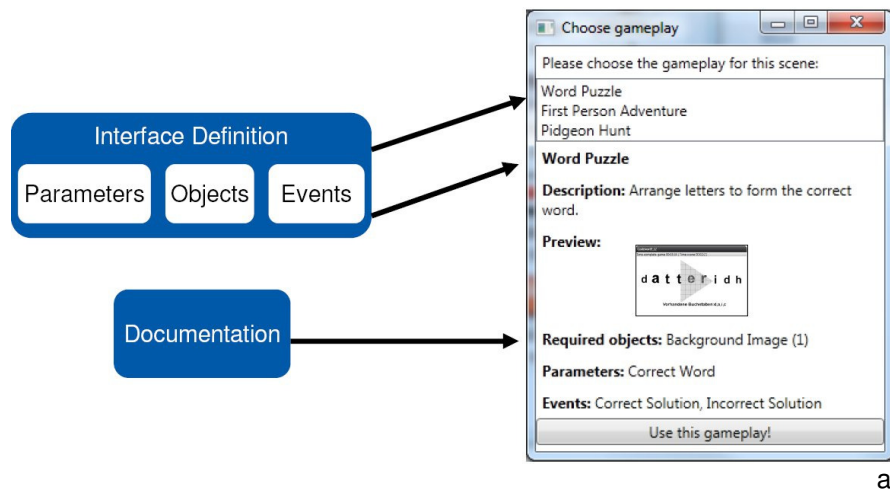 Interface Definition
Parameters
Objects
Events
Documentation
Choose gameplay
Please choose the gameplay for this scene:
Word Puzzle
First Person Adventure
Pidgeon Hunt
Word Puzzle
Description: Arrange letters to form the correct
word.
Preview:
d a t t e r i d h
Required objects: Background Image (1)
Parameters: Correct Word
Events: Correct Solution, Incorrect Solution
Use this gameplay!
a